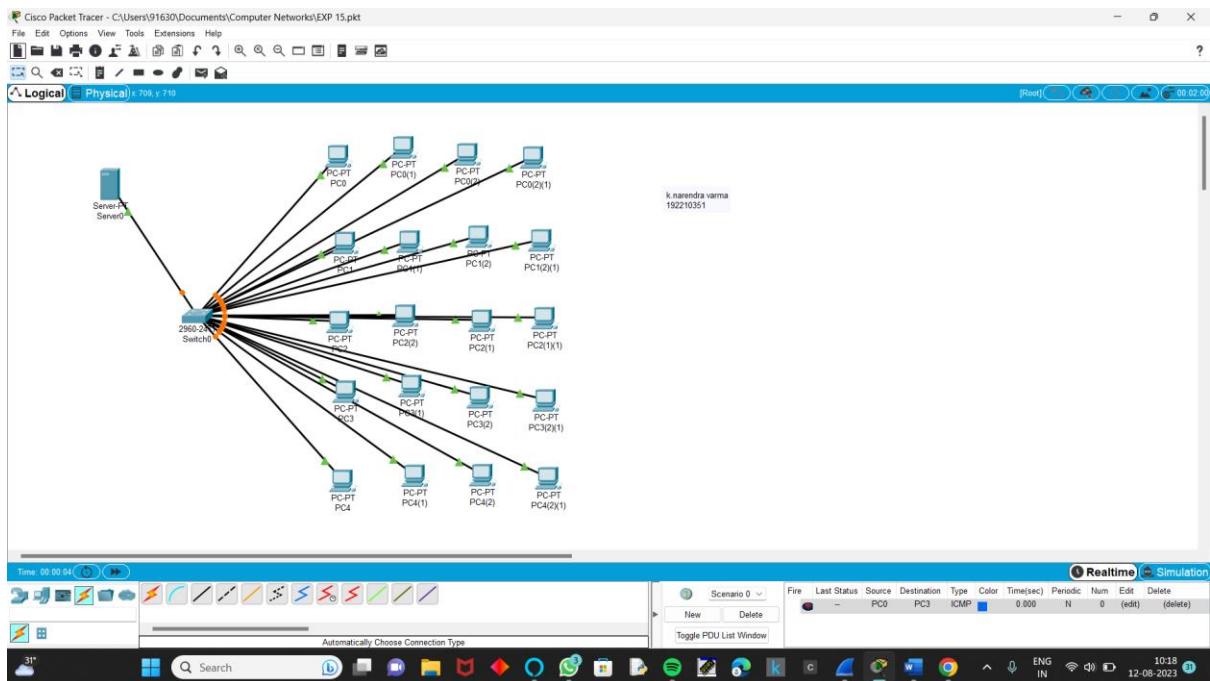 Cisco Packet Tracer - C:\Users\91630\Documents\Computer Networks\EXP 15.pkt
File Edit Options View Tools Extensions Help
?
Logical Physical x: 709, y: 710 [Root] 00:02:00
PC-PT
PC0
PC-PT
PC0(1)
PC-PT
PC0(2)
PC-PT
PC0(2)(1)
Server-PT
Server0
k.narendra varma
192210351
PC-PT
PC1
PC-PT
PC1(1)
PC-PT
PC1(2)
PC-PT
PC1(2)(1)
2960-24
Switch0
PC-PT
PC2
PC-PT
PC2(2)
PC-PT
PC2(1)
PC-PT
PC2(1)(1)
PC-PT
PC3
PC-PT
PC3(1)
PC-PT
PC3(2)
PC-PT
PC3(2)(1)
PC-PT
PC4
PC-PT
PC4(1)
PC-PT
PC4(2)
PC-PT
PC4(2)(1)
Time: 00:00:04 Realtime Simulation
Scenario 0
New Delete
Toggle PDU List Window
Fire Last Status Source Destination Type Color Time(sec) Periodic Num Edit Delete
-- PC0 PC3 ICMP 0.000 N 0 (edit) (delete)
Automatically Choose Connection Type
31°
Search
ENG
IN
10:18
12-08-2023
31